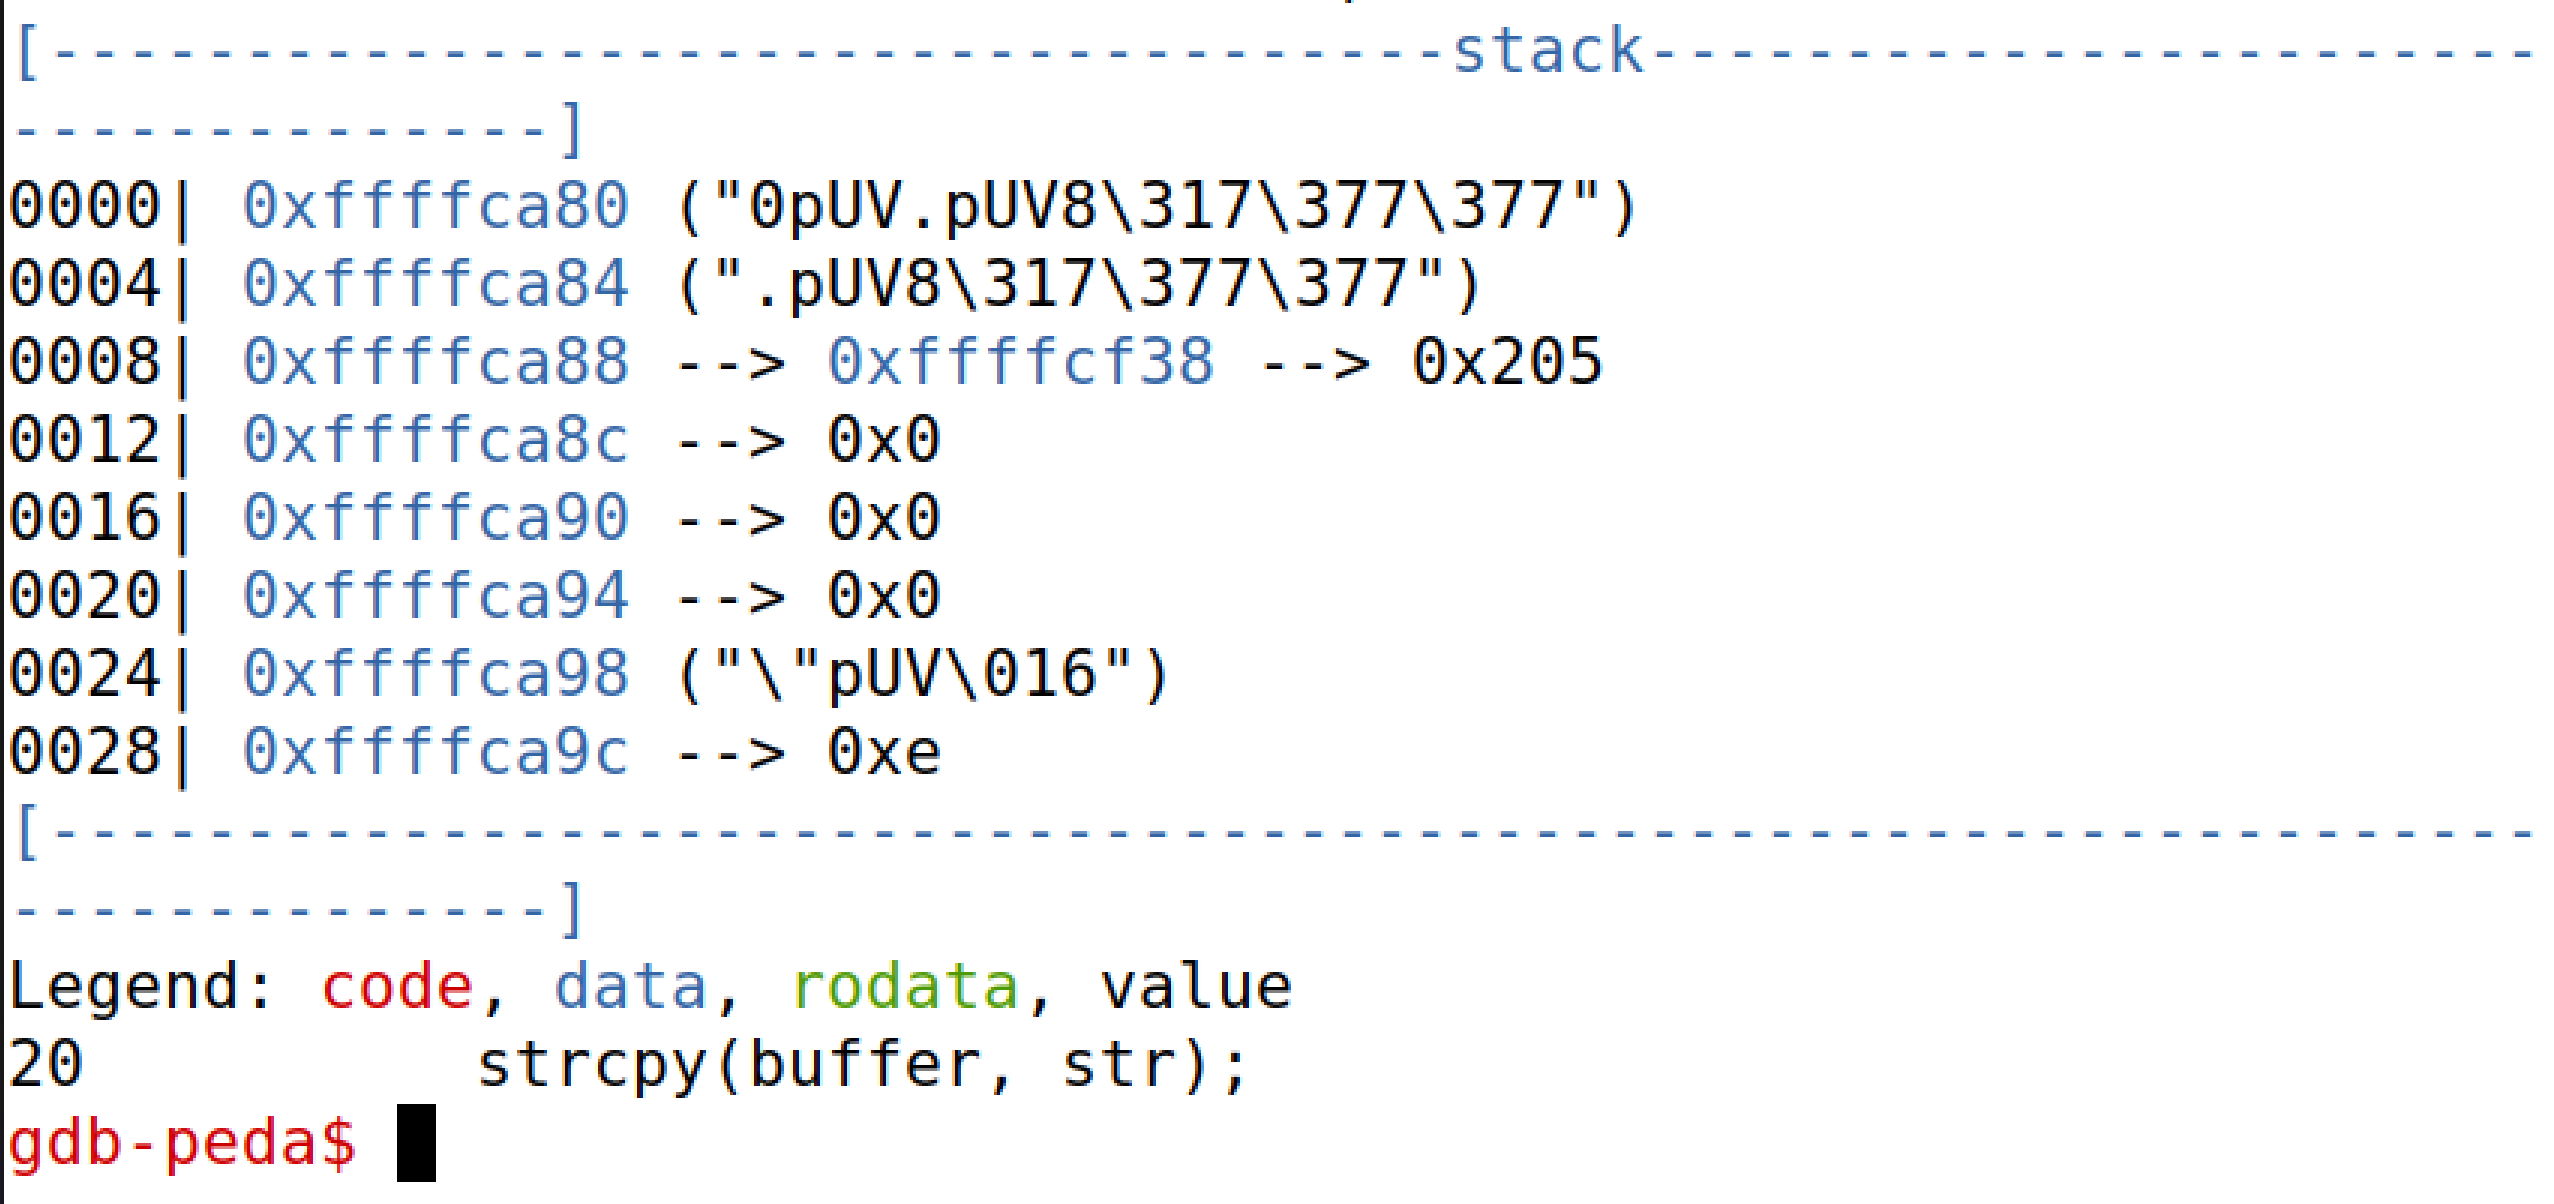 [------------------------------------stack-----------------------
--------------]
0000| 0xffffca80 ("0pUV.pUV8\317\377\377")
0004| 0xffffca84 (".pUV8\317\377\377")
0008| 0xffffca88 --> 0xffffcf38 --> 0x205
0012| 0xffffca8c --> 0x0
0016| 0xffffca90 --> 0x0
0020| 0xffffca94 --> 0x0
0024| 0xffffca98 ("\"pUV\016")
0028| 0xffffca9c --> 0xe
[----------------------------------------------------------------
--------------]
Legend: code, data, rodata, value
20          strcpy(buffer, str);
gdb-peda$